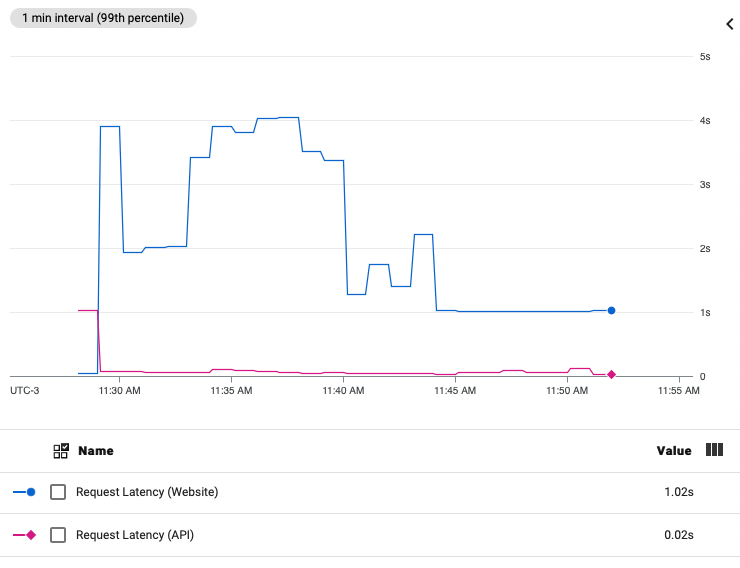 1 min interval (99th percentile)
5s
4s
3s
2s
1s
0
UTC-3 11:30 AM 11:35 AM 11:40 AM 11:45 AM 11:50 AM 11:55 AM
Name Value
Request Latency (Website) 1.02s
Request Latency (API) 0.02s